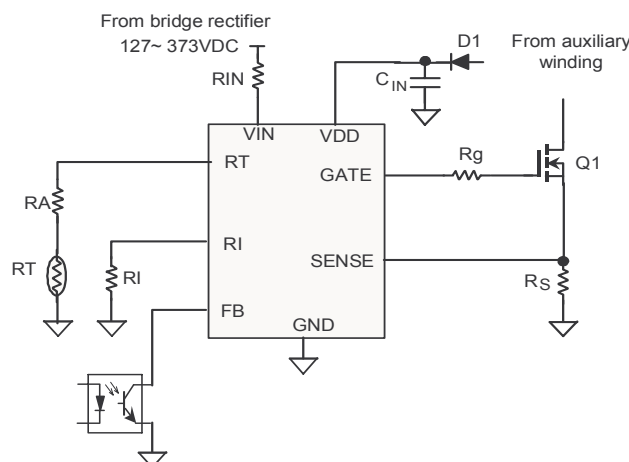 From bridge rectifier
127~ 373VDC
RIN
D1
From auxiliary
winding
CIN
VIN
VDD
RT
GATE
Rg
Q1
RA
RI
RT
RI
SENSE
RS
FB
GND